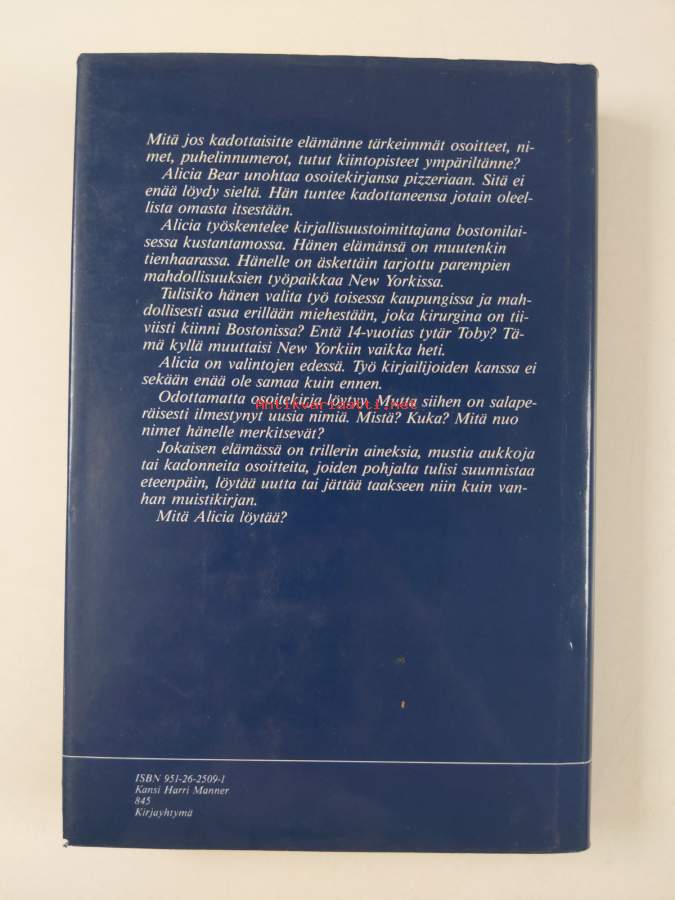 Mitä jos kadottaisitte elämänne tärkeimmät osoitteet, ni-
met, puhelinnumerot, tutut kiintopisteet ympäriltänne?
Alicia Bear unohtaa osoitekirjansa pizzeriaan. Sitä ei
enää löydy sieltä. Hän tuntee kadottaneensa jotain oleel-
lista omasta itsestään.
Alicia työskentelee kirjallisuustoimittajana bostonilai-
sessa kustantamossa. Hänen elämänsä on muutenkin
tienhaarassa. Hänelle on äskettäin tarjottu parempien
mahdollisuuksien työpaikkaa New Yorkissa.
Tulisiko hänen valita työ toisessa kaupungissa ja mah-
dollisesti asua erillään miehestään, joka kirurgina on tii-
viisti kiinni Bostonissa? Entä 14-vuotias tytär Toby? Tä-
mä kyllä muuttaisi New Yorkiin vaikka heti.
Alicia on valintojen edessä. Työ kirjailijoiden kanssa ei
sekään enää ole samaa kuin ennen.
Odottamatta osoitekirja löytyy. Mutta siihen on salape-
Antikvariaatti.net
räisesti ilmestynyt uusia nimiä. Mistä? Kuka? Mitä nuo
nimet hänelle merkitsevät?
Jokaisen elämässä on trillerin aineksia, mustia aukkoja
tai kadonneita osoitteita, joiden pohjalta tulisi suunnistaa
eteenpäin, löytää uutta tai jättää taakseen niin kuin van-
han muistikirjan.
Mitä Alicia löytää?
ISBN 951-26-2509-1
Kansi Harri Manner
845
Kirjayhtymä